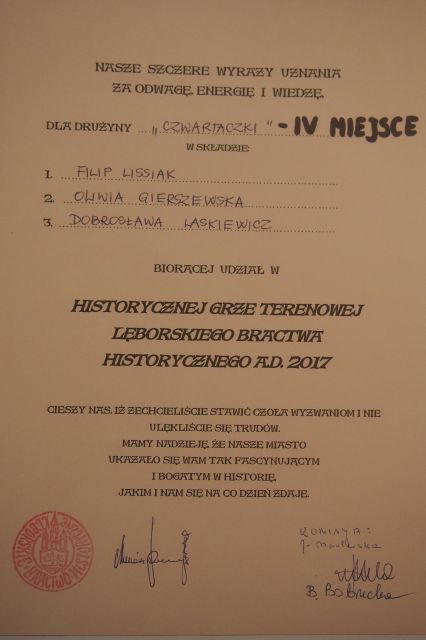 NASZE SZCZERE WYRAZY UZNANIA
ZA ODWAGĘ, ENERGIĘ I WIEDZĘ,
DLA DRUŻYNY „CZWARTACZKI" - IV MIEJSCE
W SKŁADZIE:
1. FILIP LISSIAK
2. OLIWIA GIERSZEWSKA
3. DOBROSŁAWA LASKIEWICZ
BIORĄCEJ UDZIAŁ W
HISTORYCZNEJ GRZE TERENOWEJ
LĘBORSKIEGO BRACTWA
HISTORYCZNEGO A.D. 2017
CIESZY NAS, IŻ ZECHCIELIŚCIE STAWIĆ CZOŁA WYZWANIOM I NIE
ULĘKLIŚCIE SIĘ TRUDÓW.
MAMY NADZIEJĘ, ŻE NASZE MIASTO
UKAZAŁO SIĘ WAM TAK FASCYNUJĄCYM
I BOGATYM W HISTORIĘ,
JAKIM I NAM SIĘ NA CO DZIEŃ ZDAJE.
B. Bobrucka